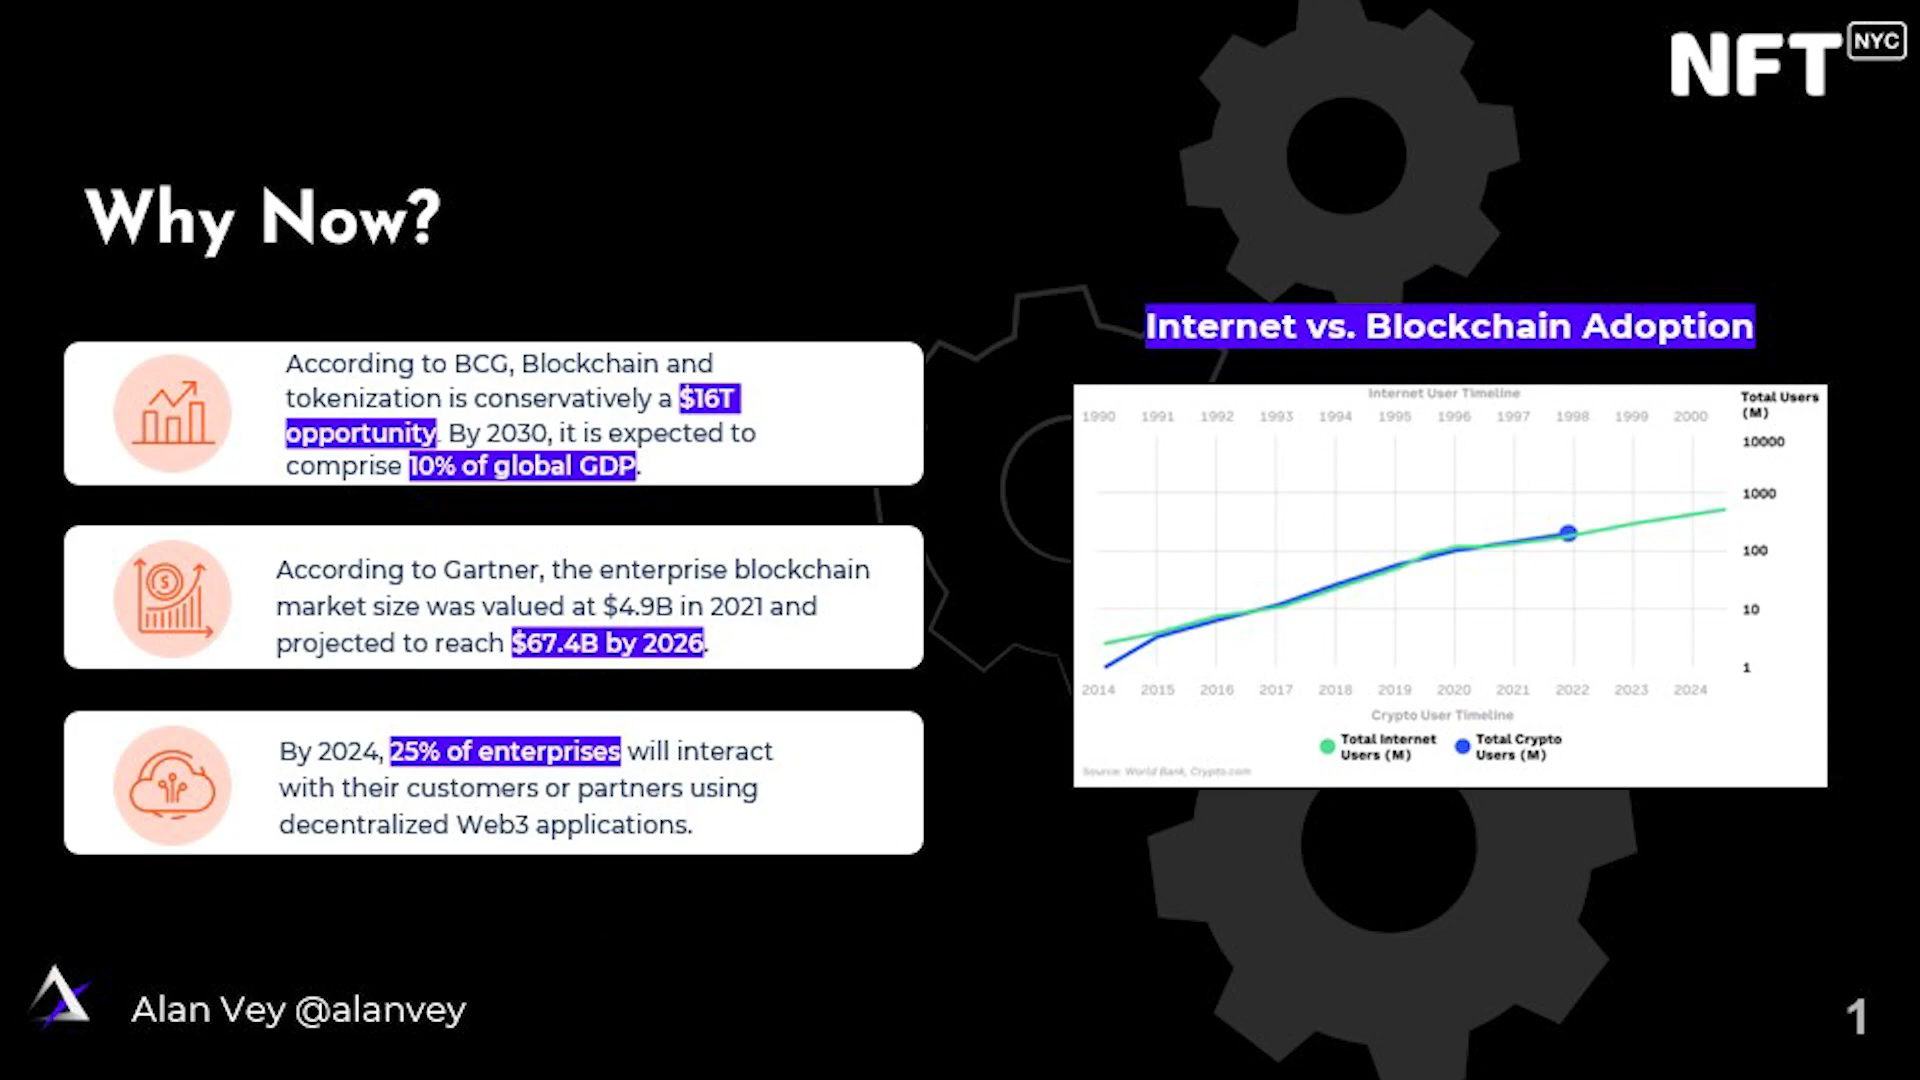 NFT NYC
Why Now?
According to BCG, Blockchain and
tokenization is conservatively a $16T
opportunity. By 2030, it is expected to
comprise 10% of global GDP.
According to Gartner, the enterprise blockchain
market size was valued at $4.9B in 2021 and
projected to reach $67.4B by 2026.
By 2024, 25% of enterprises will interact
with their customers or partners using
decentralized Web3 applications.
Internet vs. Blockchain Adoption
Internet User Timeline
1990 1991 1992 1993 1994 1995 1996 1997 1998 1999 2000
Total Users
(M)
10000
1000
100
10
1
2014 2015 2016 2017 2018 2019 2020 2021 2022 2023 2024
Crypto User Timeline
Total Internet
Users (M)
Total Crypto
Users (M)
Source: World Bank, Crypto.com
Alan Vey @alanvey
1